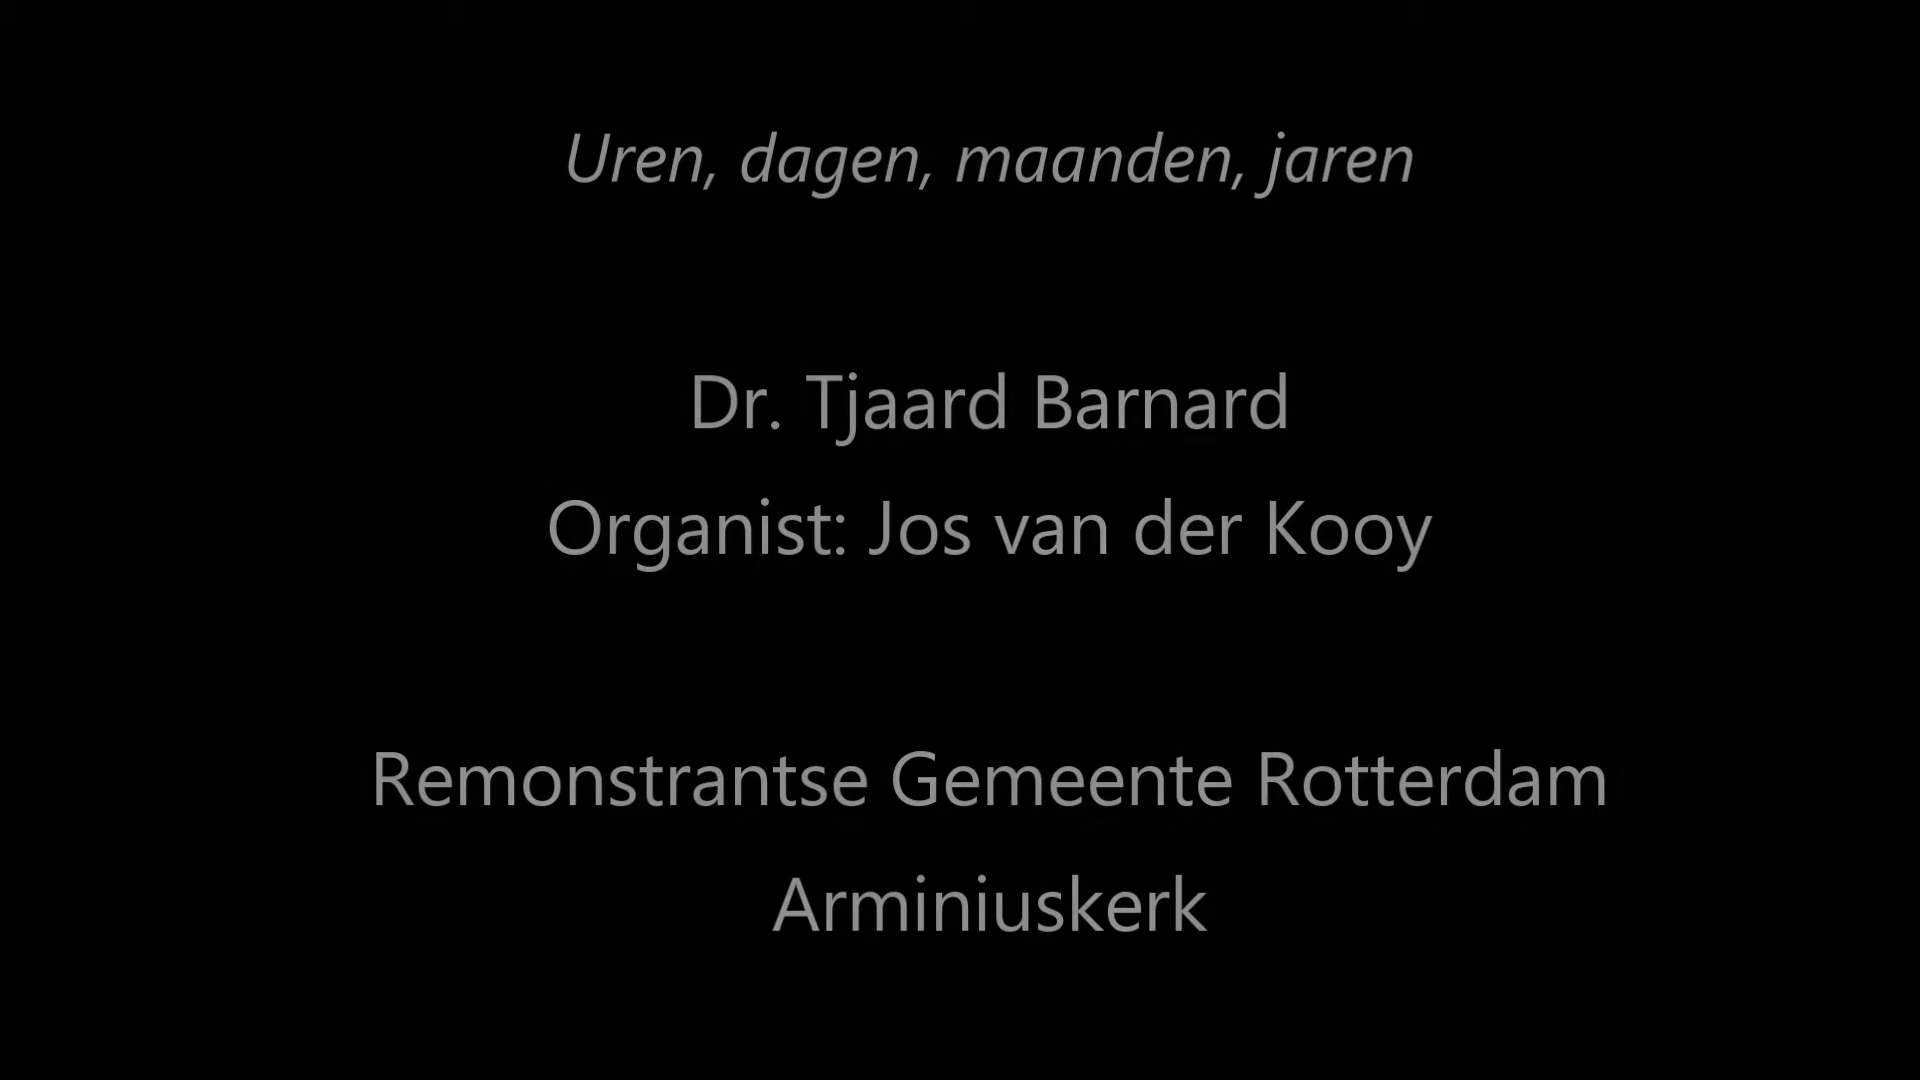 Uren, dagen, maanden, jaren
Dr. Tjaard Barnard
Organist: Jos van der Kooy
Remonstrantse Gemeente Rotterdam
Arminiuskerk